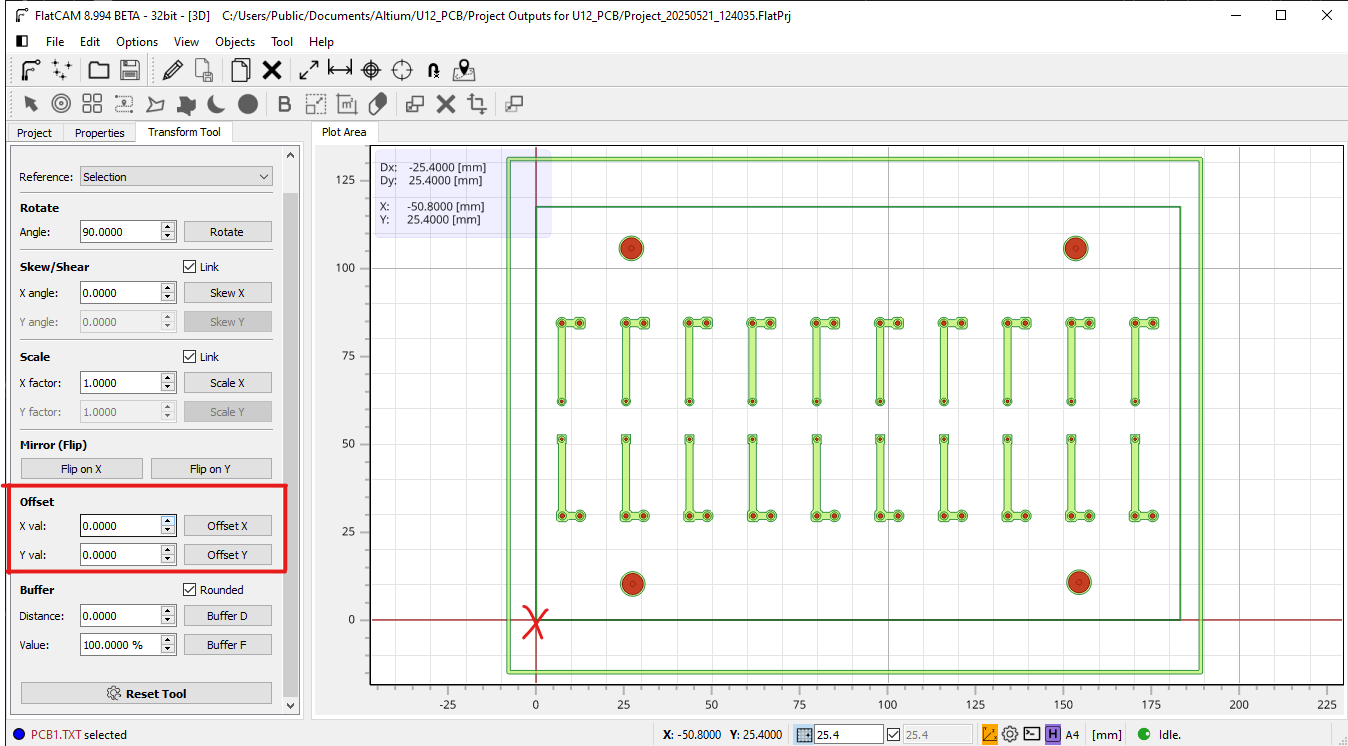 FlatCAM 8.994 BETA - 32bit - [3D] C:/Users/Public/Documents/Altium/U12_PCB/Project Outputs for U12_PCB/Project_20250521_124035.FlatPrj
File Edit Options View Objects Tool Help
B
m²
Project Properties Transform Tool
Plot Area
Reference: Selection
Rotate
Angle: 90.0000 Rotate
Skew/Shear Link
X angle: 0.0000 Skew X
Y angle: 0.0000 Skew Y
Scale Link
X factor: 1.0000 Scale X
Y factor: 1.0000 Scale Y
Mirror (Flip)
Flip on X Flip on Y
Offset
X val: 0.0000 Offset X
Y val: 0.0000 Offset Y
Buffer Rounded
Distance: 0.0000 Buffer D
Value: 100.0000 % Buffer F
Reset Tool
Dx: -25.4000 [mm]
Dy: 25.4000 [mm]
X: -50.8000 [mm]
Y: 25.4000 [mm]
125
100
75
50
25
0
-25 0 25 50 75 100 125 150 175 200 225
PCB1.TXT selected
X: -50.8000 Y: 25.4000 25.4 25.4 H A4 [mm] Idle.